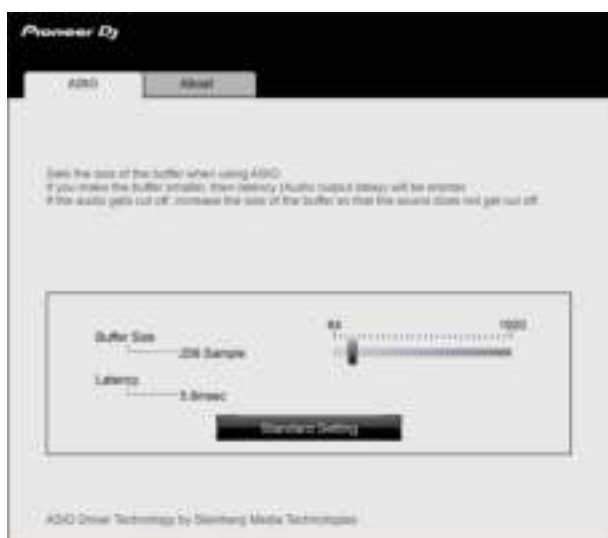 Pioneer Dj
ASIO
About
Sets the size of the buffer when using ASIO.
If you make the buffer smaller, then latency (Audio output delay) will be shorter.
If the audio gets cut off, increase the size of the buffer so that the sound does not get cut off.
64
Buffer Size
Sample
Latency
msec
Standard Setting
ASIO Driver Technology by Steinberg Media Technologies